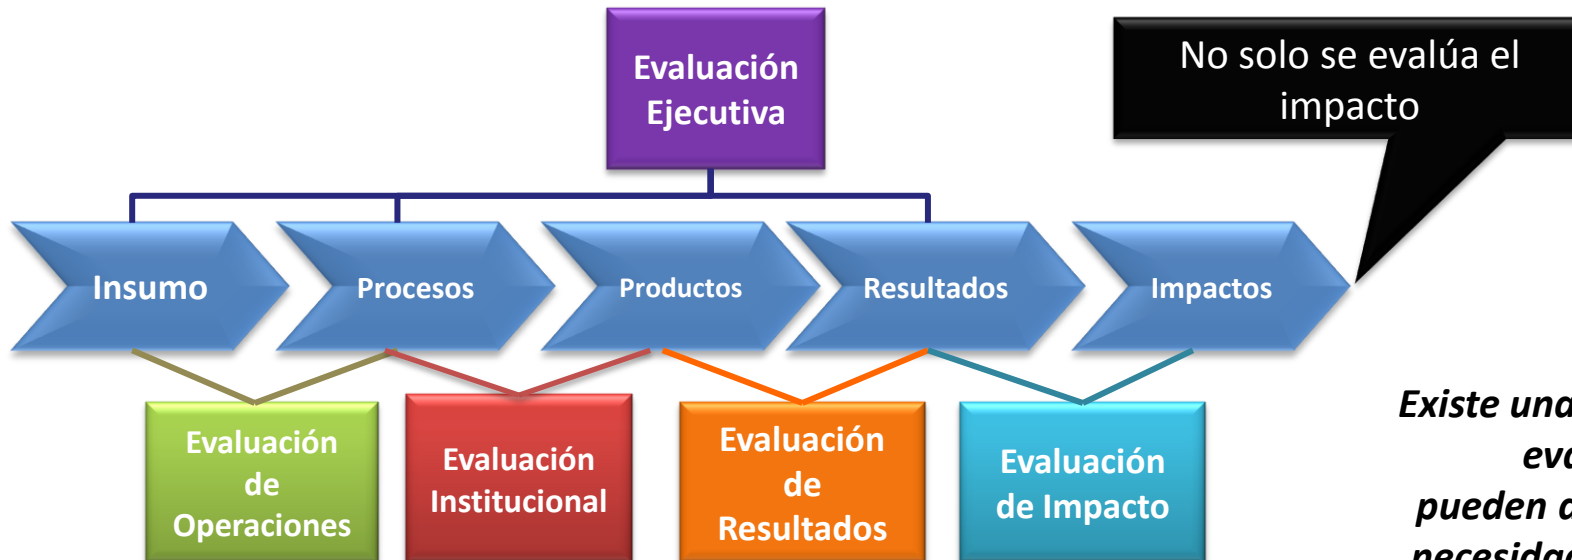 Evaluación
Ejecutiva
No solo se evalúa el
impacto
Insumo
Procesos
Productos
Resultados
Impactos
Evaluación
de
Operaciones
Evaluación
Institucional
Evaluación
de
Resultados
Evaluación
de Impacto
Existe una
pueden